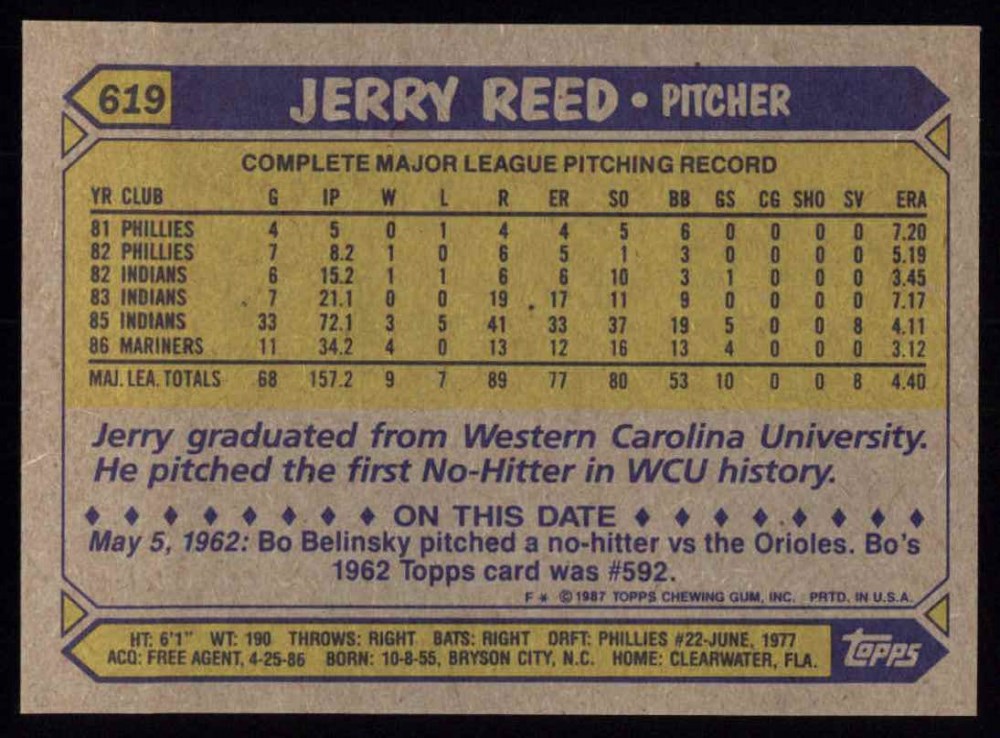 619 JERRY REED • PITCHER
COMPLETE MAJOR LEAGUE PITCHING RECORD
YR CLUB G IP W L R ER SO BB GS CG SHO SV ERA
81 PHILLIES 4 5 0 1 4 4 5 6 0 0 0 0 7.20
82 PHILLIES 7 8.2 1 0 6 5 1 3 0 0 0 0 5.19
82 INDIANS 6 15.2 1 1 6 6 10 3 1 0 0 0 3.45
83 INDIANS 7 21.1 0 0 19 17 11 9 0 0 0 0 7.17
85 INDIANS 33 72.1 3 5 41 33 37 19 5 0 0 8 4.11
86 MARINERS 11 34.2 4 0 13 12 16 13 4 0 0 0 3.12
MAJ. LEA. TOTALS 68 157.2 9 7 89 77 80 53 10 0 0 8 4.40
Jerry graduated from Western Carolina University.
He pitched the first No-Hitter in WCU history.
♦ ♦ ♦ ♦ ♦ ♦ ♦ ♦ ON THIS DATE ♦ ♦ ♦ ♦ ♦ ♦ ♦ ♦
May 5, 1962: Bo Belinsky pitched a no-hitter vs the Orioles. Bo's
1962 Topps card was #592.
F * © 1987 TOPPS CHEWING GUM, INC. PRTD. IN U.S.A.
HT: 6'1" WT: 190 THROWS: RIGHT BATS: RIGHT DRFT: PHILLIES #22-JUNE, 1977
ACQ: FREE AGENT, 4-25-86 BORN: 10-8-55, BRYSON CITY, N.C. HOME: CLEARWATER, FLA.
topps